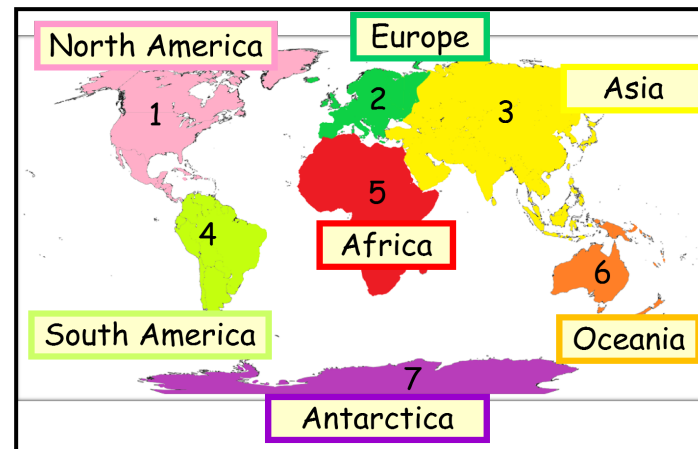 North America
Europe
Asia
1
2
3
5
Africa
4
6
South America
Oceania
7
Antarctica